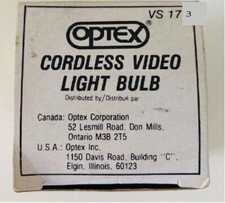 VS 17 3
OPTEX
CORDLESS VIDEO
LIGHT BULB
Distributed by/Distribué par
Canada: Optex Corporation
52 Lesmill Road, Don Mills,
Ontario M3B 2T5
U.S.A.: Optex Inc.
1150 Davis Road, Building "C".
Elgin, Illinois, 60123